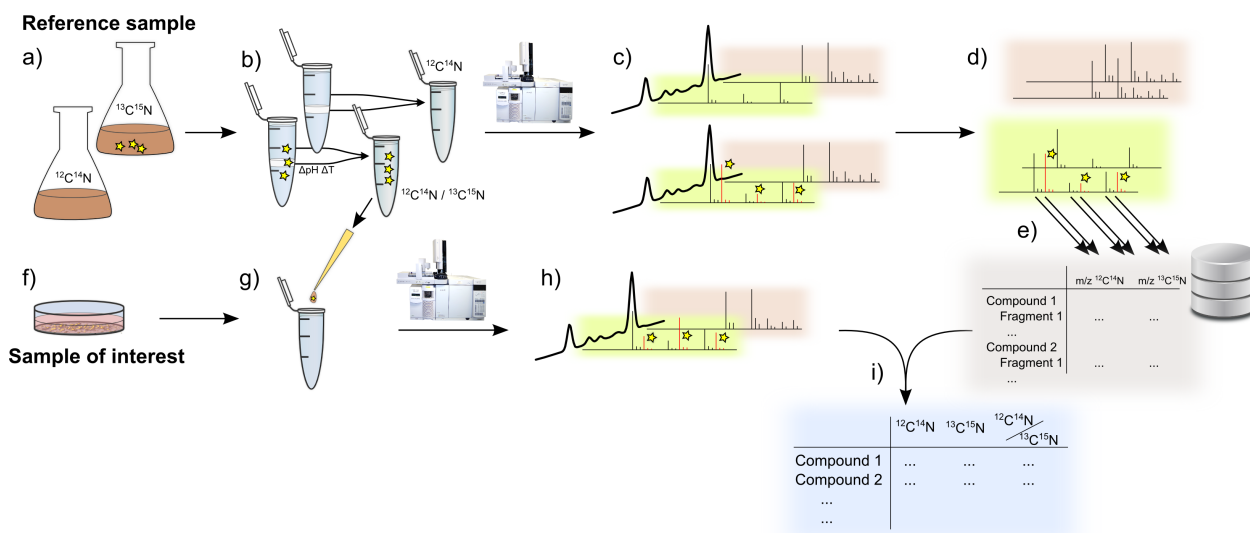 Reference sample
a)
¹³C¹⁵N
¹²C¹⁴N
b)
¹²C¹⁴N
ΔpH ΔT
¹²C¹⁴N / ¹³C¹⁵N
c)
d)
e)
m/z ¹²C¹⁴N m/z ¹³C¹⁵N
Compound 1
Fragment 1 ... ...
...
Compound 2
Fragment 1 ... ...
...
f)
Sample of interest
g)
h)
i)
¹²C¹⁴N ¹³C¹⁵N ¹²C¹⁴N / ¹³C¹⁵N
Compound 1 ... ... ...
Compound 2 ... ... ...
...
...